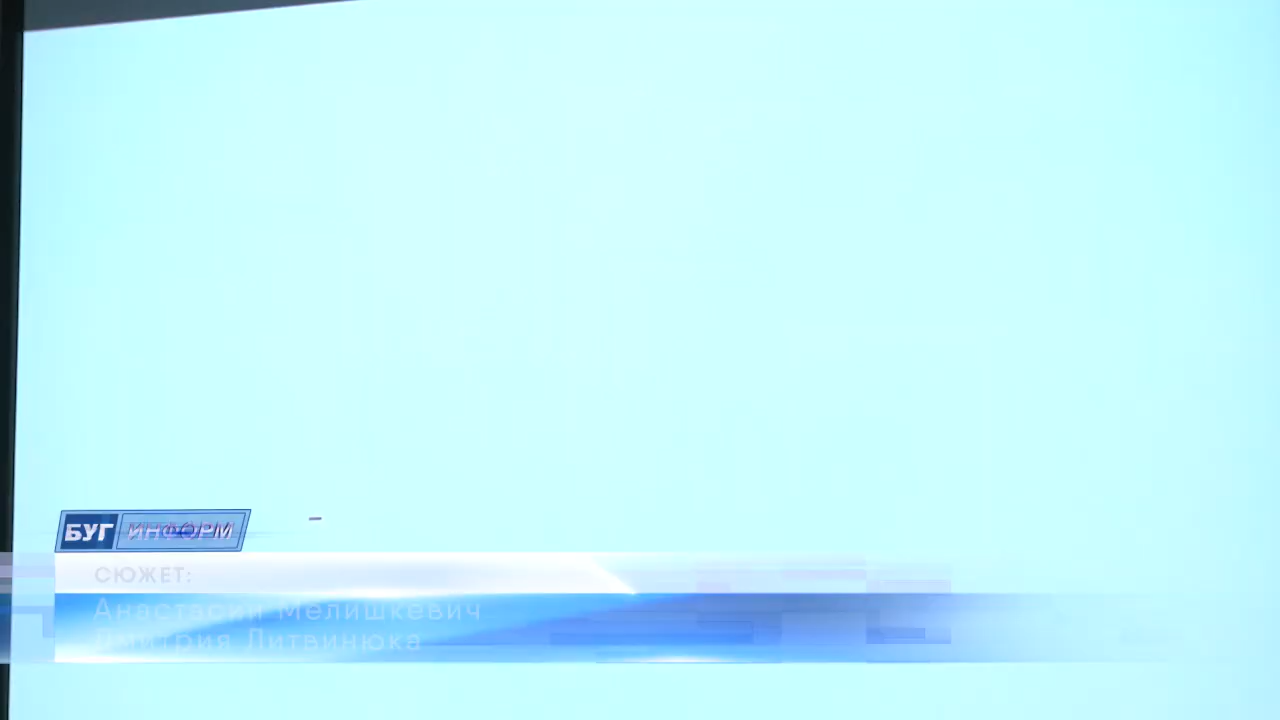 БУГ ИНФОРМ
СЮЖЕТ:
Анастасии Мелишкевич
Дмитрия Литвинюка